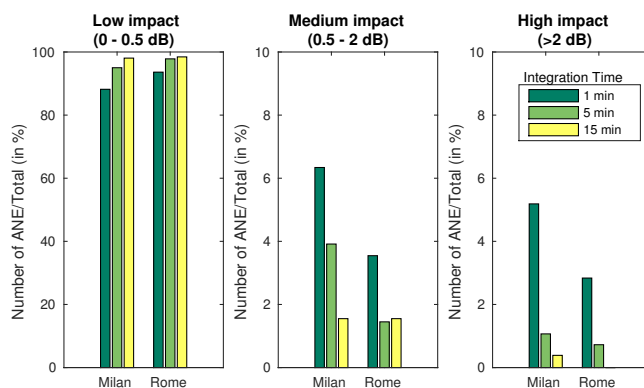 Low impact
(0 - 0.5 dB)
Number of ANE/Total (in %)
100
80
60
40
20
0
Milan Rome
Medium impact
(0.5 - 2 dB)
Number of ANE/Total (in %)
10
8
6
4
2
0
Milan Rome
High impact
(>2 dB)
Number of ANE/Total (in %)
10
8
6
4
2
0
Milan Rome
Integration Time
1 min
5 min
15 min